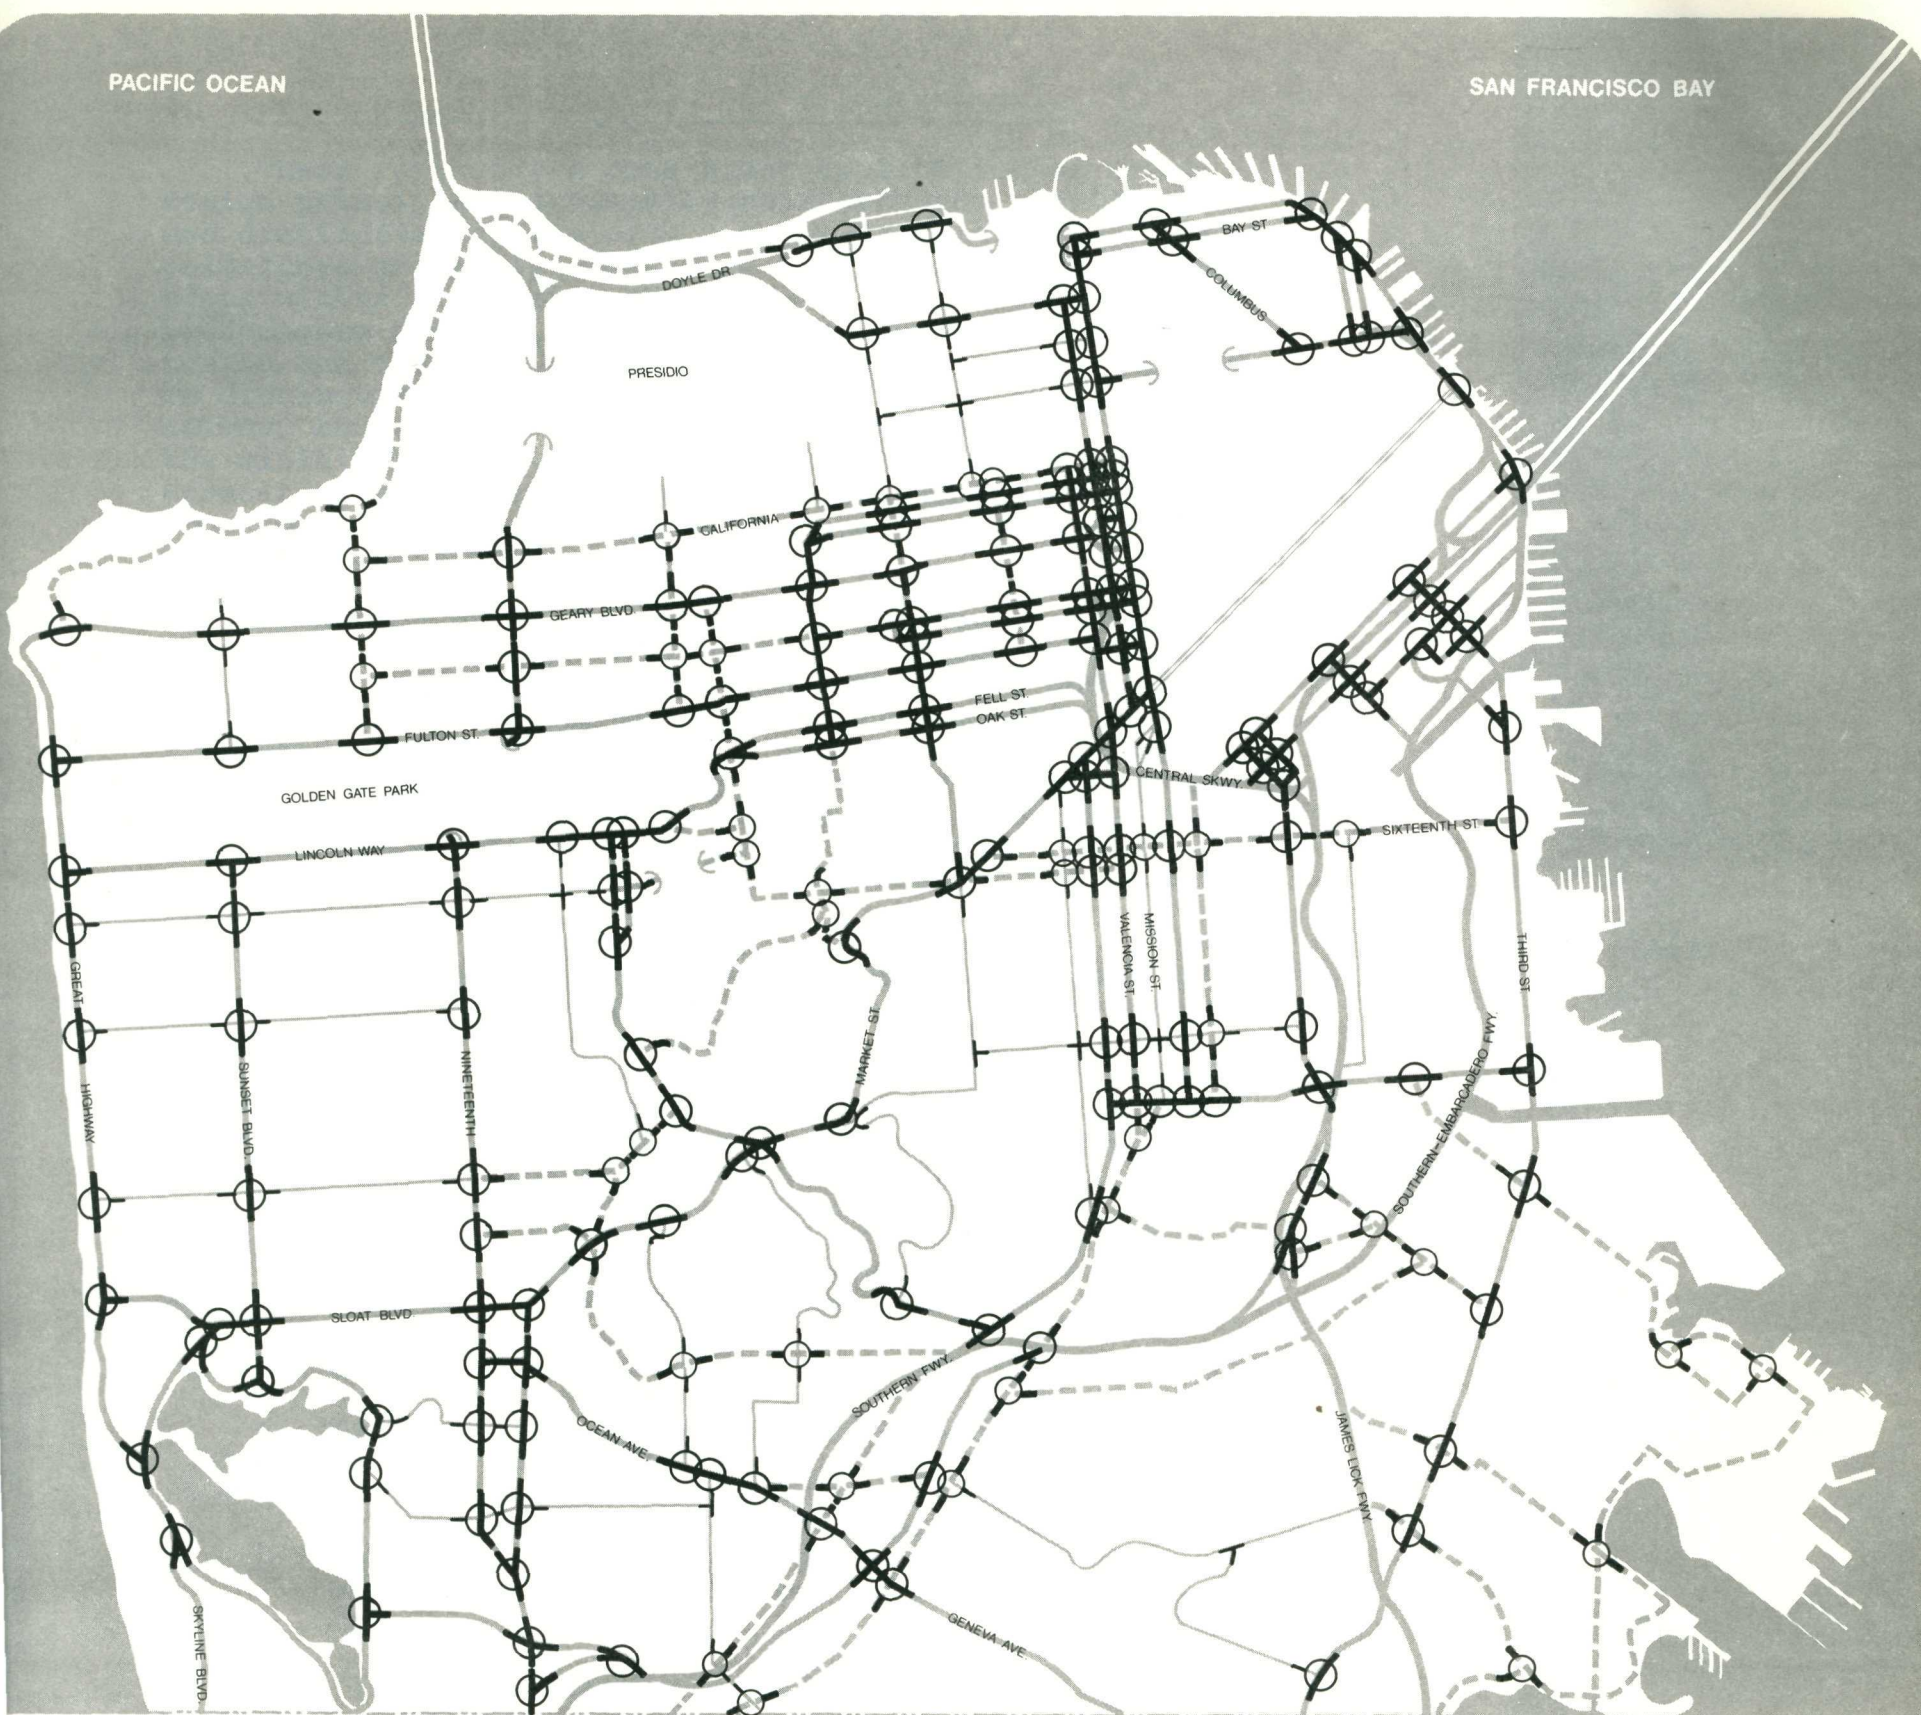 PACIFIC OCEAN
SAN FRANCISCO BAY
BAY ST
DOYLE DR
COLUMBUS
PRESIDIO
CALIFORNIA
GEARY BLVD.
FELL ST.
OAK ST.
FULTON ST.
CENTRAL SKWY.
GOLDEN GATE PARK
SIXTEENTH ST.
LINCOLN WAY
VALENCIA ST.
MISSION ST.
THIRD ST.
GREAT
HIGHWAY
MARKET ST.
SUNSET BLVD.
NINETEENTH
SOUTHERN-EMBARCADERO FWY.
SLOAT BLVD.
SOUTHERN FWY.
OCEAN AVE.
JAMES LICK FWY.
SKYLINE BLVD.
GENEVA AVE.